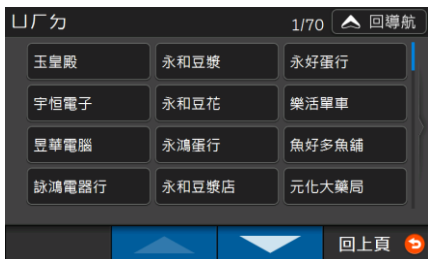 ㄩㄏㄉ 1/70 回導航
玉皇殿 永和豆漿 永好蛋行
宇恒電子 永和豆花 樂活單車
昱華電腦 永鴻蛋行 魚好多魚舖
詠鴻電器行 永和豆漿店 元化大藥局
回上頁